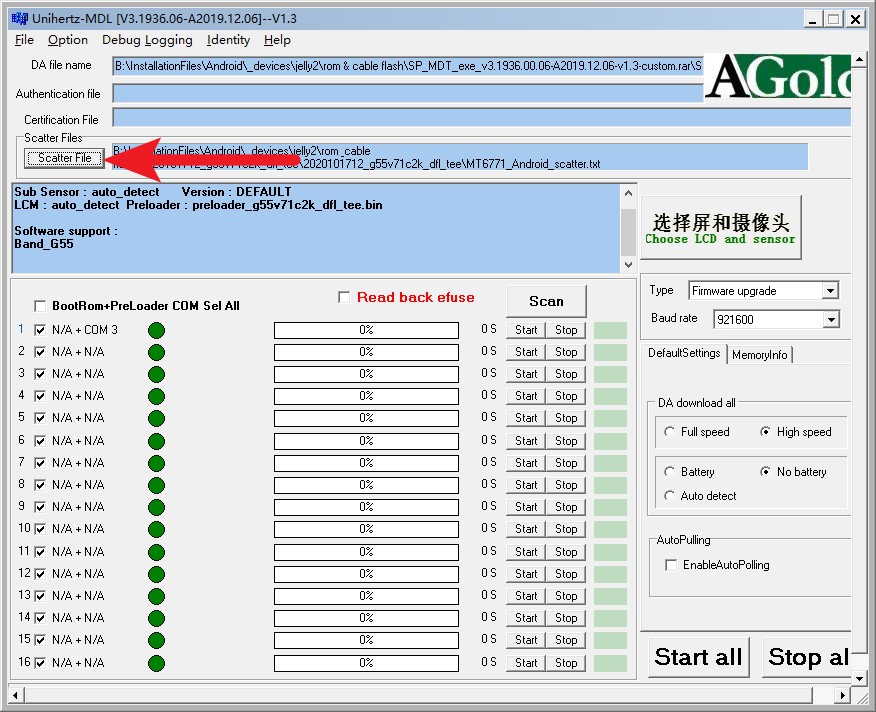 Unihertz-MDL [V3.1936.06-A2019.12.06]--V1.3
File Option Debug Logging Identity Help
DA file name B:\InstallationFiles\Android\_devices\jelly2\rom & cable flash\SP_MDT_exe_v3.1936.00.06-A2019.12.06-v1.3-custom.rar\S
AGold
Authentication file
Certification File
Scatter Files
Scatter File
\Android\_devices\jelly2\rom cable
\2020101712_g55v71c2k_dfl_tee\MT6771_Android_scatter.txt
Sub Sensor : auto_detect Version : DEFAULT
LCM : auto_detect Preloader : preloader_g55v71c2k_dfl_tee.bin
Software support :
Band_G55
选择屏和摄像头
Choose LCD and sensor
BootRom+PreLoader COM Sel All
Read back efuse
Scan
1 N/A + COM 3 0% 0 S Start Stop
2 N/A + N/A 0% 0 S Start Stop
3 N/A + N/A 0% 0 S Start Stop
4 N/A + N/A 0% 0 S Start Stop
5 N/A + N/A 0% 0 S Start Stop
6 N/A + N/A 0% 0 S Start Stop
7 N/A + N/A 0% 0 S Start Stop
8 N/A + N/A 0% 0 S Start Stop
9 N/A + N/A 0% 0 S Start Stop
10 N/A + N/A 0% 0 S Start Stop
11 N/A + N/A 0% 0 S Start Stop
12 N/A + N/A 0% 0 S Start Stop
13 N/A + N/A 0% 0 S Start Stop
14 N/A + N/A 0% 0 S Start Stop
15 N/A + N/A 0% 0 S Start Stop
16 N/A + N/A 0% 0 S Start Stop
Type Firmware upgrade
Baud rate 921600
DefaultSettings MemoryInfo
DA download all
Full speed High speed
Battery No battery
Auto detect
AutoPulling
EnableAutoPolling
Start all Stop al